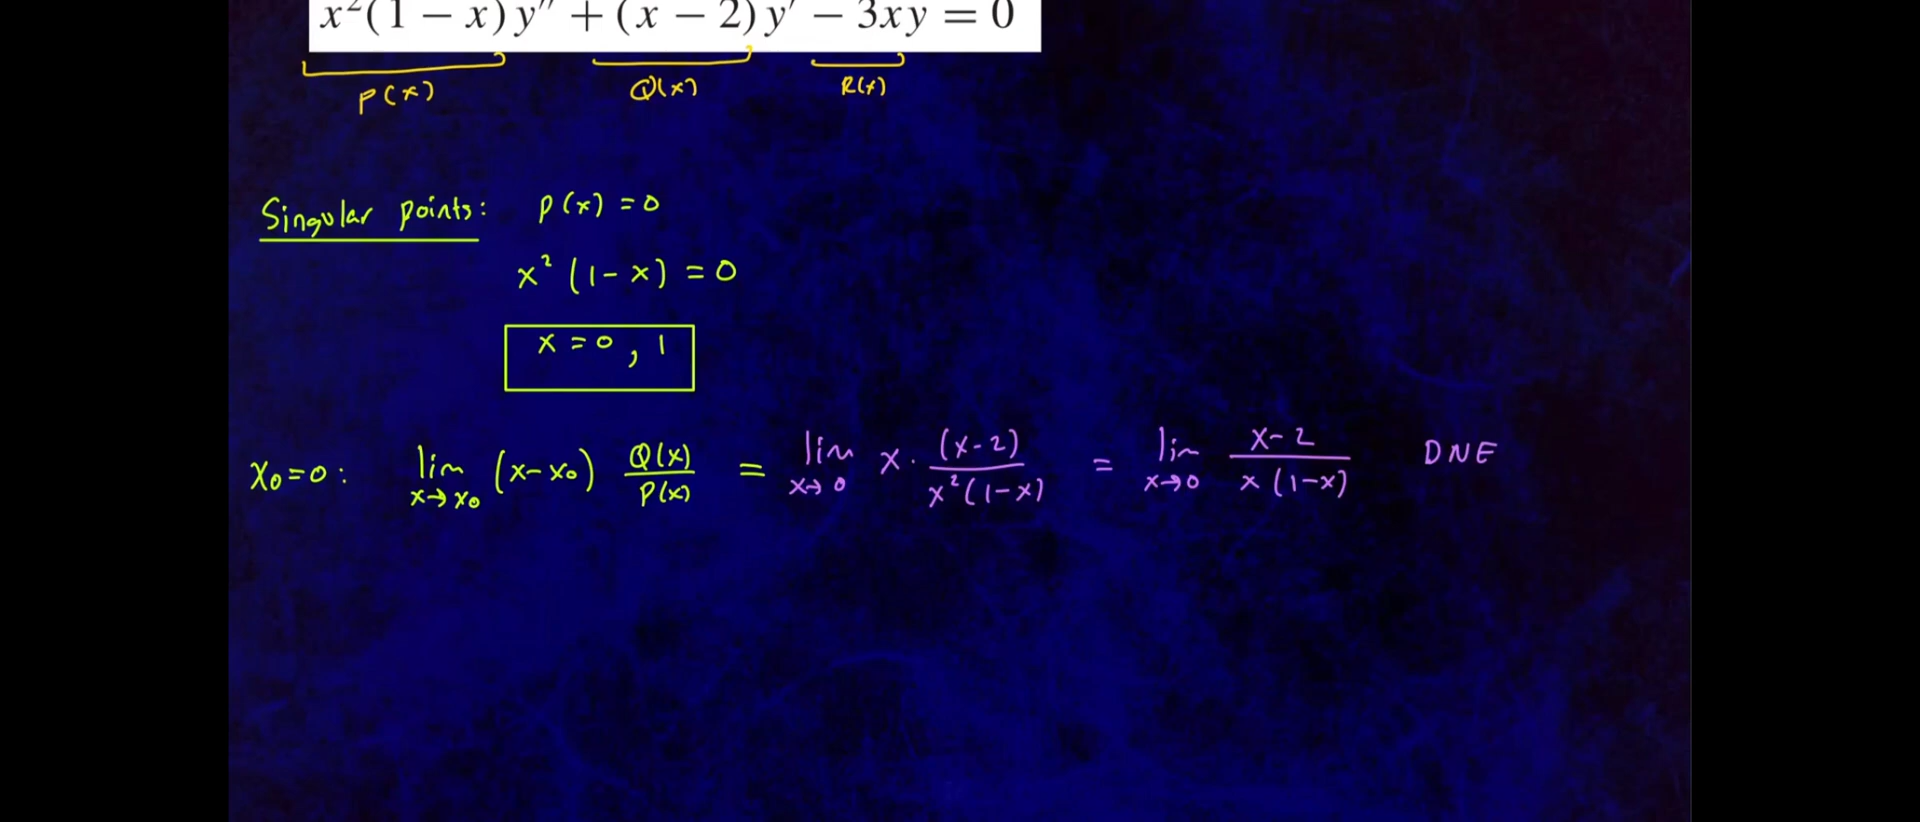 x²(1 − x)y″ + (x − 2)y′ − 3xy = 0
P(x) Q(x) R(x)
Singular points: P(x) = 0
x² (1 - x) = 0
x = 0 , 1
x₀ = 0 : lim x→x₀ (x - x₀) Q(x)/P(x) = lim x→0 x · (x-2)/x²(1-x) = lim x→0 x-2/x(1-x) DNE